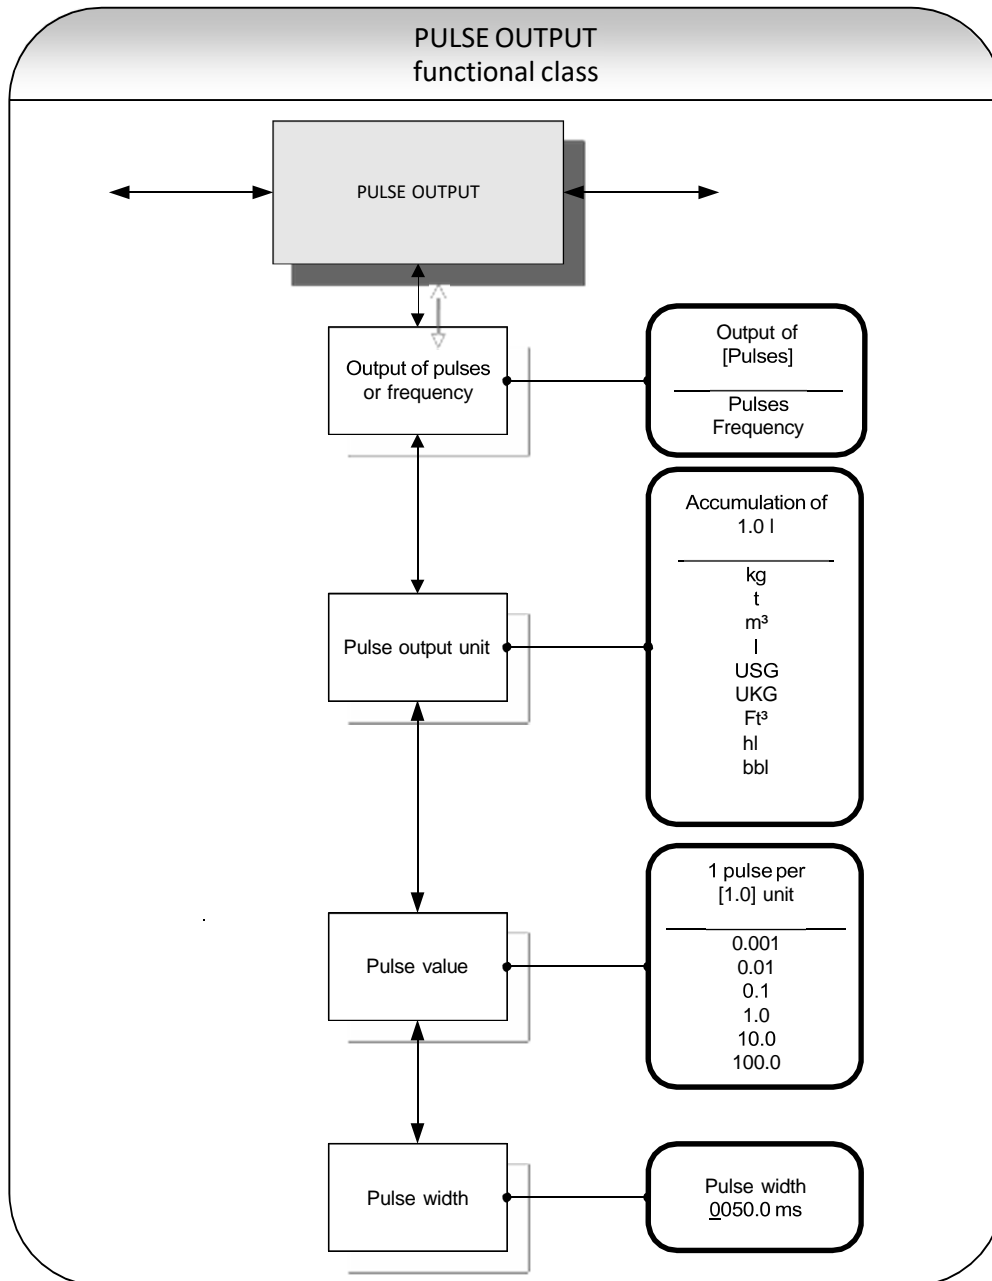 PULSE OUTPUT
functional class
PULSE OUTPUT
Output of pulses
or frequency
Output of
[Pulses]
Pulses
Frequency
Pulse output unit
Accumulation of
1.0 l
kg
t
m³
l
USG
UKG
Ft³
hl
bbl
Pulse value
1 pulse per
[1.0] unit
0.001
0.01
0.1
1.0
10.0
100.0
Pulse width
Pulse width
0050.0 ms